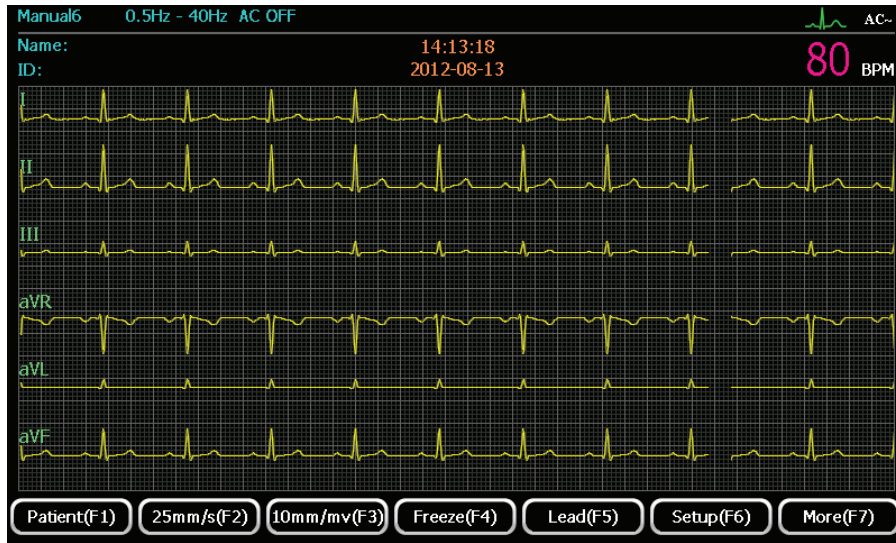 Manual6 0.5Hz - 40Hz AC OFF AC~
Name: 14:13:18 80 BPM
ID: 2012-08-13
I
II
III
aVR
aVL
aVF
Patient(F1) 25mm/s(F2) 10mm/mv(F3) Freeze(F4) Lead(F5) Setup(F6) More(F7)